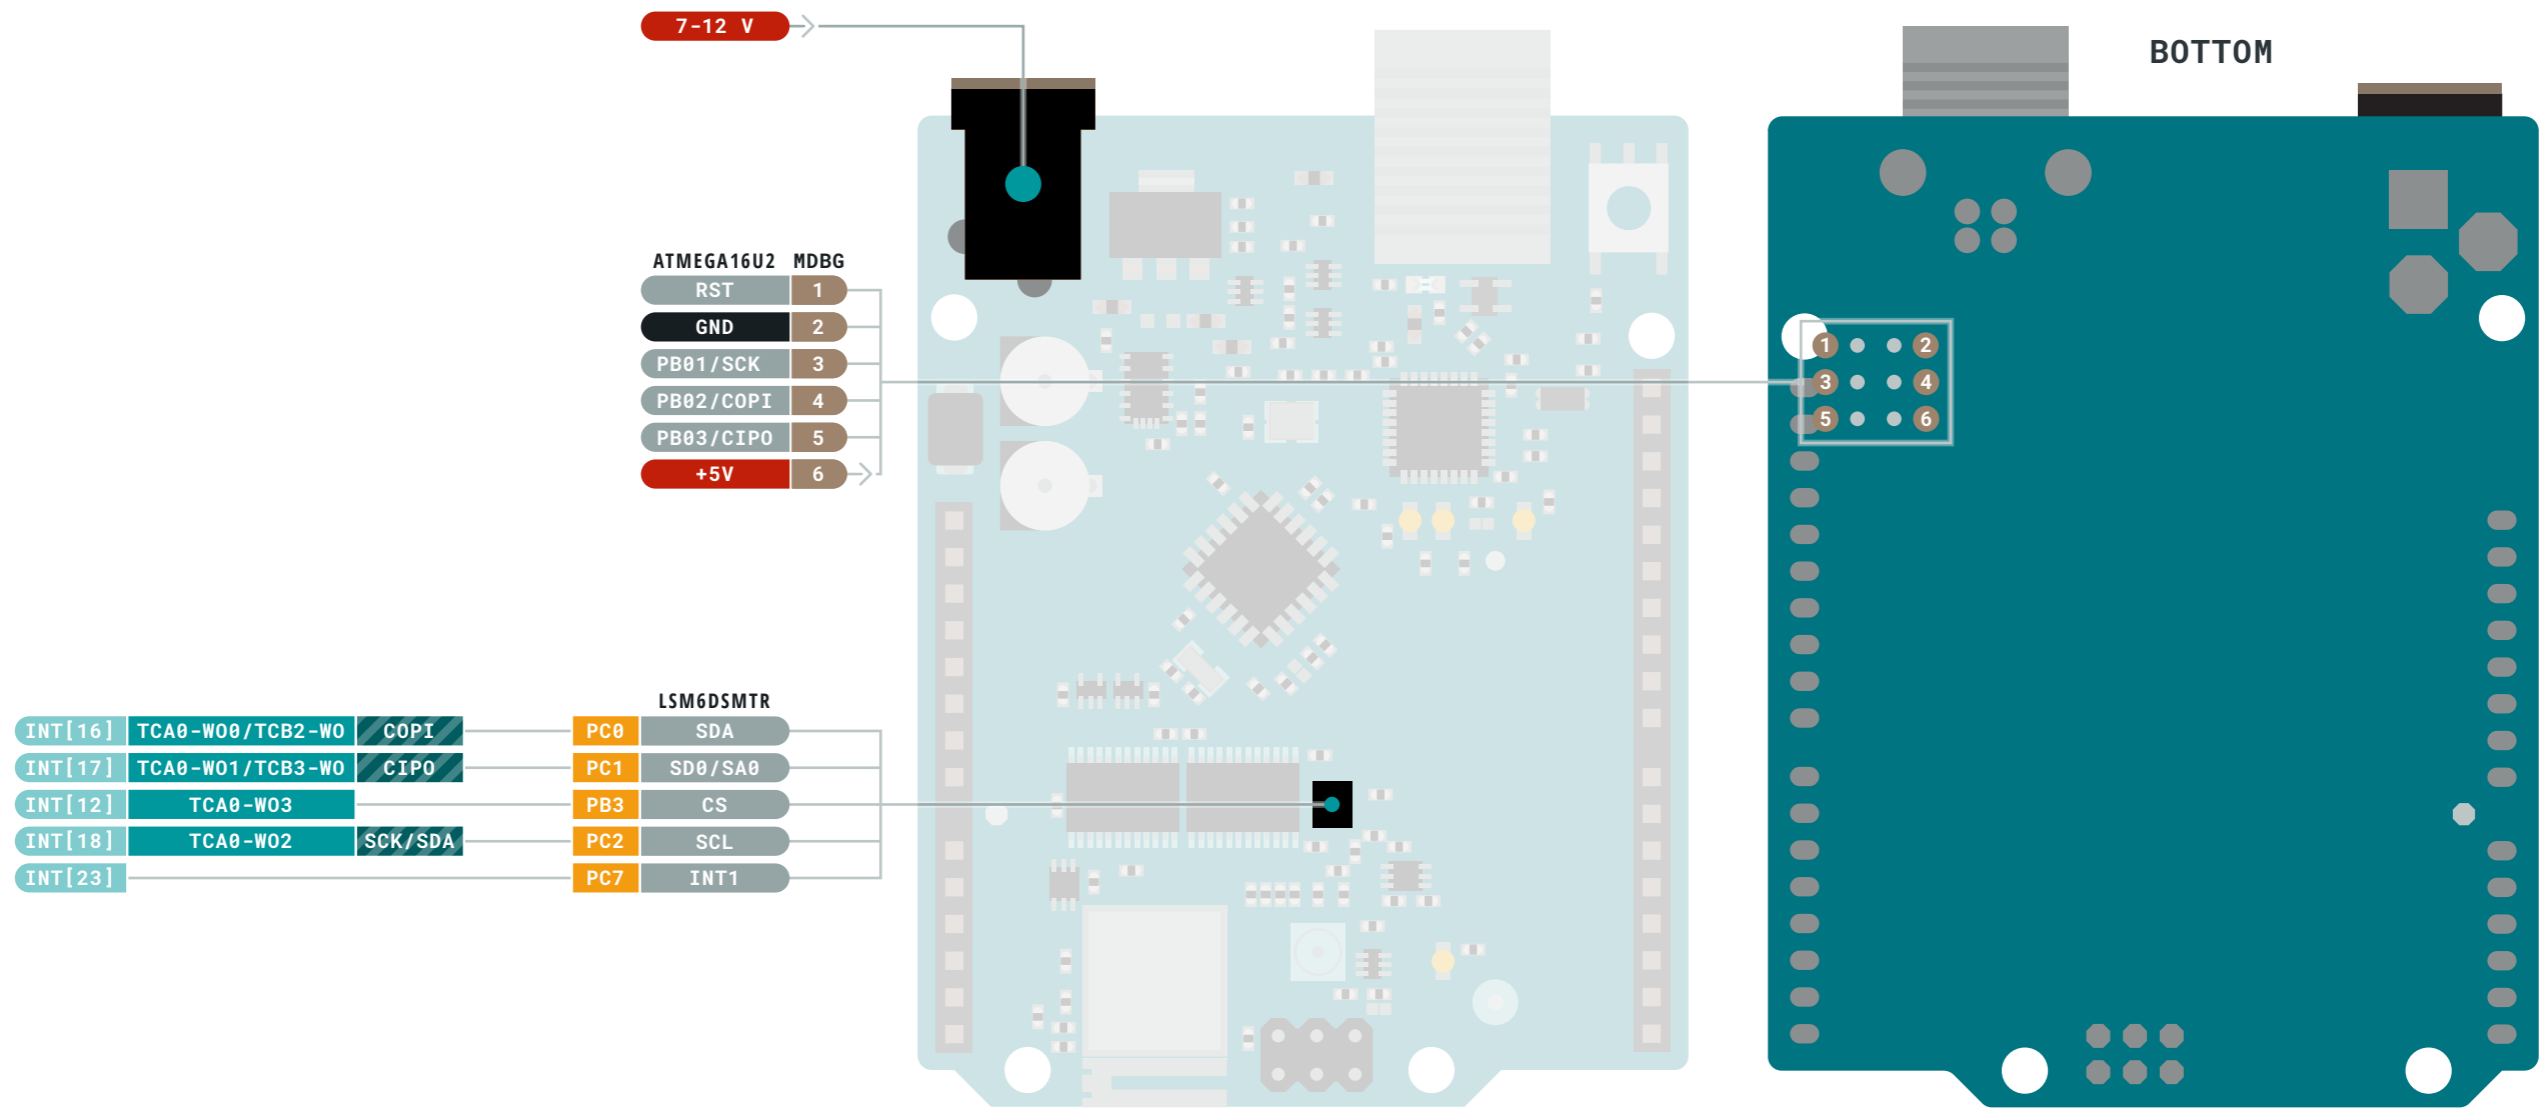 7-12 V
BOTTOM
ATMEGA16U2 MDBG
RST 1
GND 2
PB01/SCK 3
PB02/COPI 4
PB03/CIPO 5
+5V 6
1 2
3 4
5 6
LSM6DSMTR
INT[16] TCA0-WO0/TCB2-WO COPI PC0 SDA
INT[17] TCA0-WO1/TCB3-WO CIPO PC1 SD0/SA0
INT[12] TCA0-WO3 PB3 CS
INT[18] TCA0-WO2 SCK/SDA PC2 SCL
INT[23] PC7 INT1